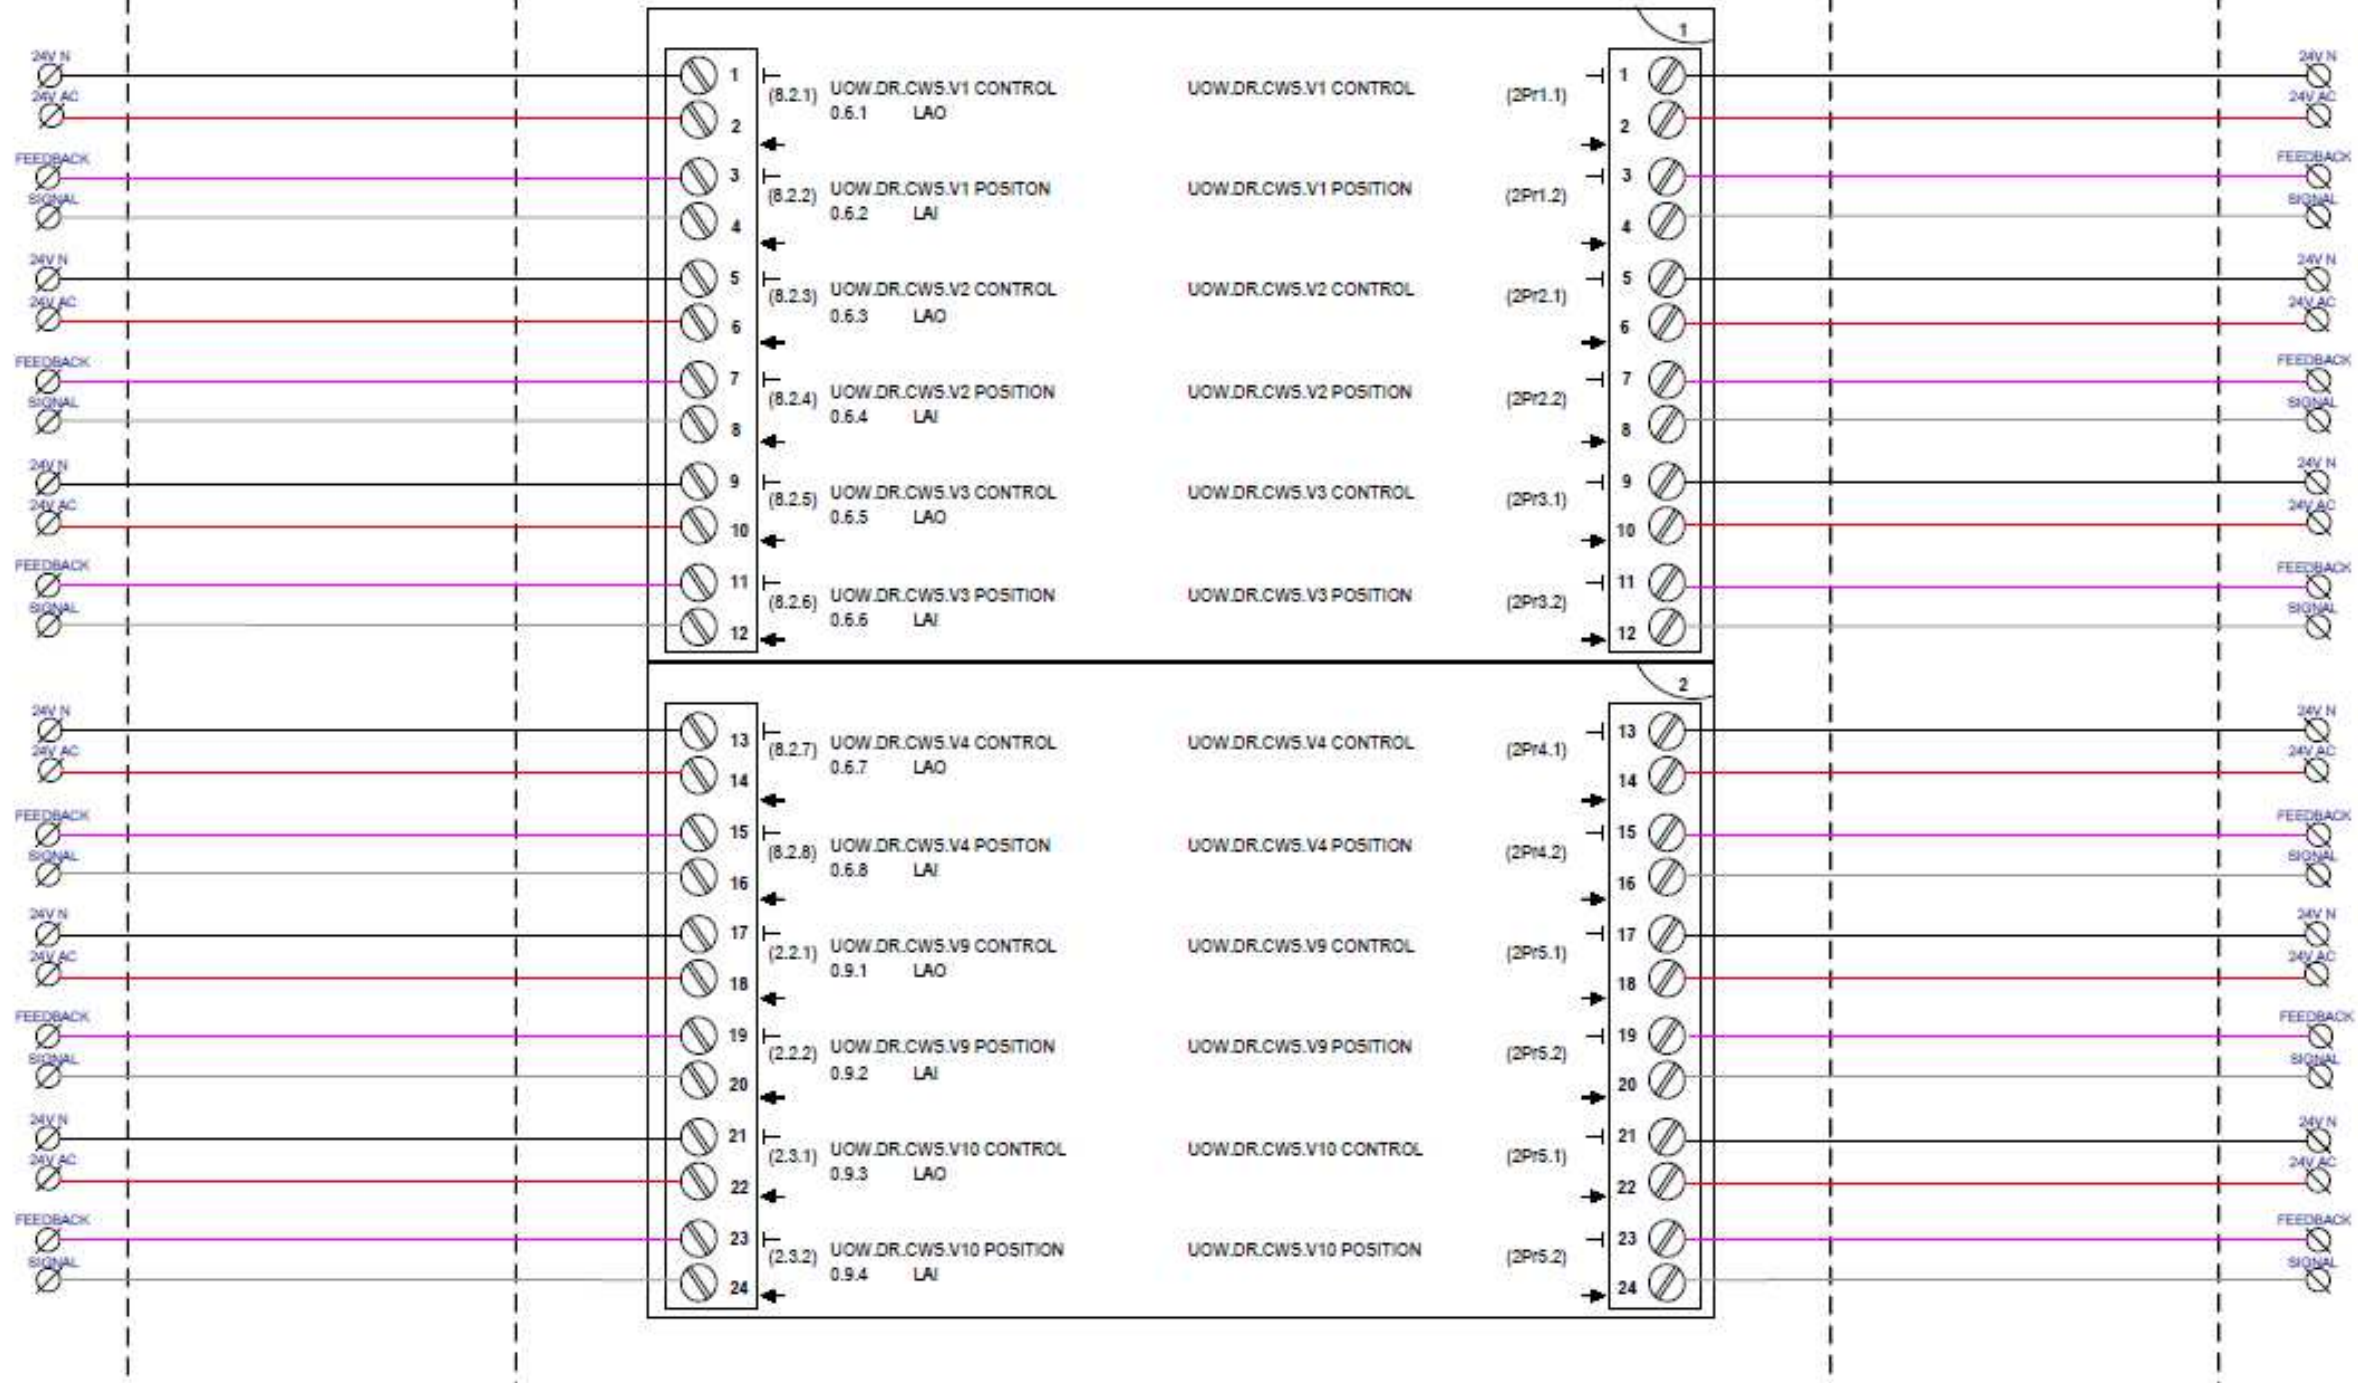 1
24V N 1 UOW.DR.CWS.V1 CONTROL UOW.DR.CWS.V1 CONTROL 1 24V N
(8.2.1) (2Pr1.1)
24V AC 2 0.6.1 LAO 2 24V AC
FEEDBACK 3 UOW.DR.CWS.V1 POSITON UOW.DR.CWS.V1 POSITION 3 FEEDBACK
(8.2.2) (2Pr1.2)
SIGNAL 4 0.6.2 LAI 4 SIGNAL
24V N 5 UOW.DR.CWS.V2 CONTROL UOW.DR.CWS.V2 CONTROL 5 24V N
(8.2.3) (2Pr2.1)
24V AC 6 0.6.3 LAO 6 24V AC
FEEDBACK 7 UOW.DR.CWS.V2 POSITION UOW.DR.CWS.V2 POSITION 7 FEEDBACK
(8.2.4) (2Pr2.2)
SIGNAL 8 0.6.4 LAI 8 SIGNAL
24V N 9 UOW.DR.CWS.V3 CONTROL UOW.DR.CWS.V3 CONTROL 9 24V N
(8.2.5) (2Pr3.1)
24V AC 10 0.6.5 LAO 10 24V AC
FEEDBACK 11 UOW.DR.CWS.V3 POSITION UOW.DR.CWS.V3 POSITION 11 FEEDBACK
(8.2.6) (2Pr3.2)
SIGNAL 12 0.6.6 LAI 12 SIGNAL
2
24V N 13 UOW.DR.CWS.V4 CONTROL UOW.DR.CWS.V4 CONTROL 13 24V N
(8.2.7) (2Pr4.1)
24V AC 14 0.6.7 LAO 14 24V AC
FEEDBACK 15 UOW.DR.CWS.V4 POSITON UOW.DR.CWS.V4 POSITION 15 FEEDBACK
(8.2.8) (2Pr4.2)
SIGNAL 16 0.6.8 LAI 16 SIGNAL
24V N 17 UOW.DR.CWS.V9 CONTROL UOW.DR.CWS.V9 CONTROL 17 24V N
(2.2.1) (2Pr5.1)
24V AC 18 0.9.1 LAO 18 24V AC
FEEDBACK 19 UOW.DR.CWS.V9 POSITION UOW.DR.CWS.V9 POSITION 19 FEEDBACK
(2.2.2) (2Pr5.2)
SIGNAL 20 0.9.2 LAI 20 SIGNAL
24V N 21 UOW.DR.CWS.V10 CONTROL UOW.DR.CWS.V10 CONTROL 21 24V N
(2.3.1) (2Pr5.1)
24V AC 22 0.9.3 LAO 22 24V AC
FEEDBACK 23 UOW.DR.CWS.V10 POSITION UOW.DR.CWS.V10 POSITION 23 FEEDBACK
(2.3.2) (2Pr5.2)
SIGNAL 24 0.9.4 LAI 24 SIGNAL